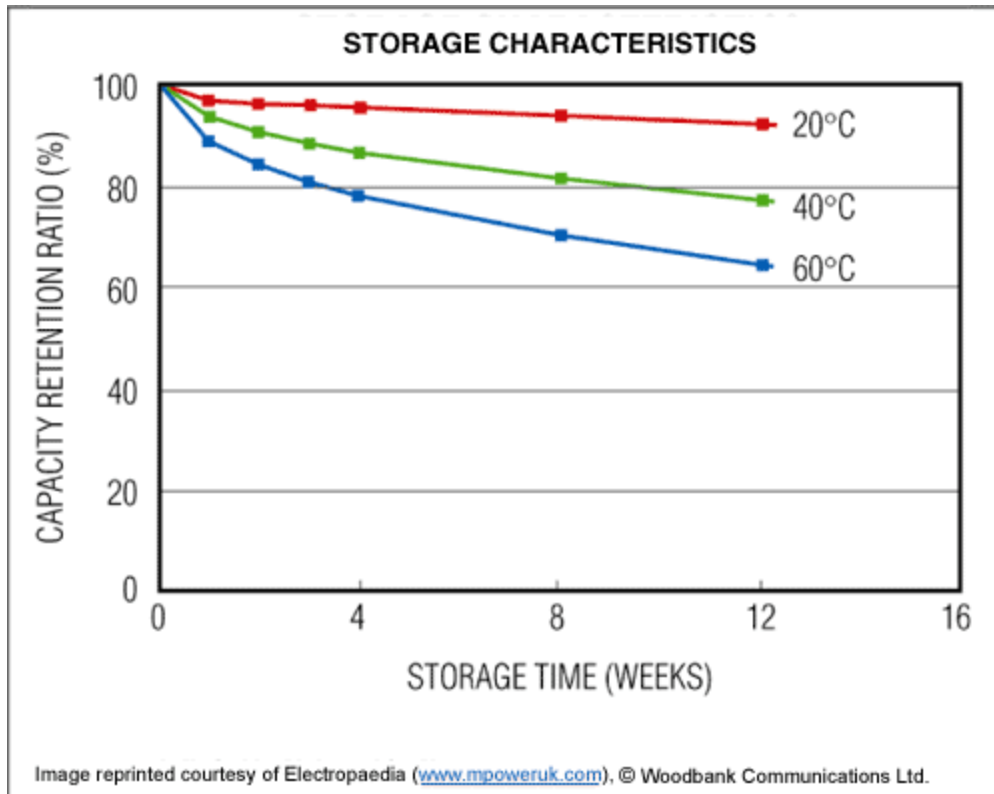 STORAGE CHARACTERISTICS
CAPACITY RETENTION RATIO (%)
100
80
60
40
20
0
20°C
40°C
60°C
0 4 8 12 16
STORAGE TIME (WEEKS)
Image reprinted courtesy of Electropaedia (www.mpoweruk.com), © Woodbank Communications Ltd.